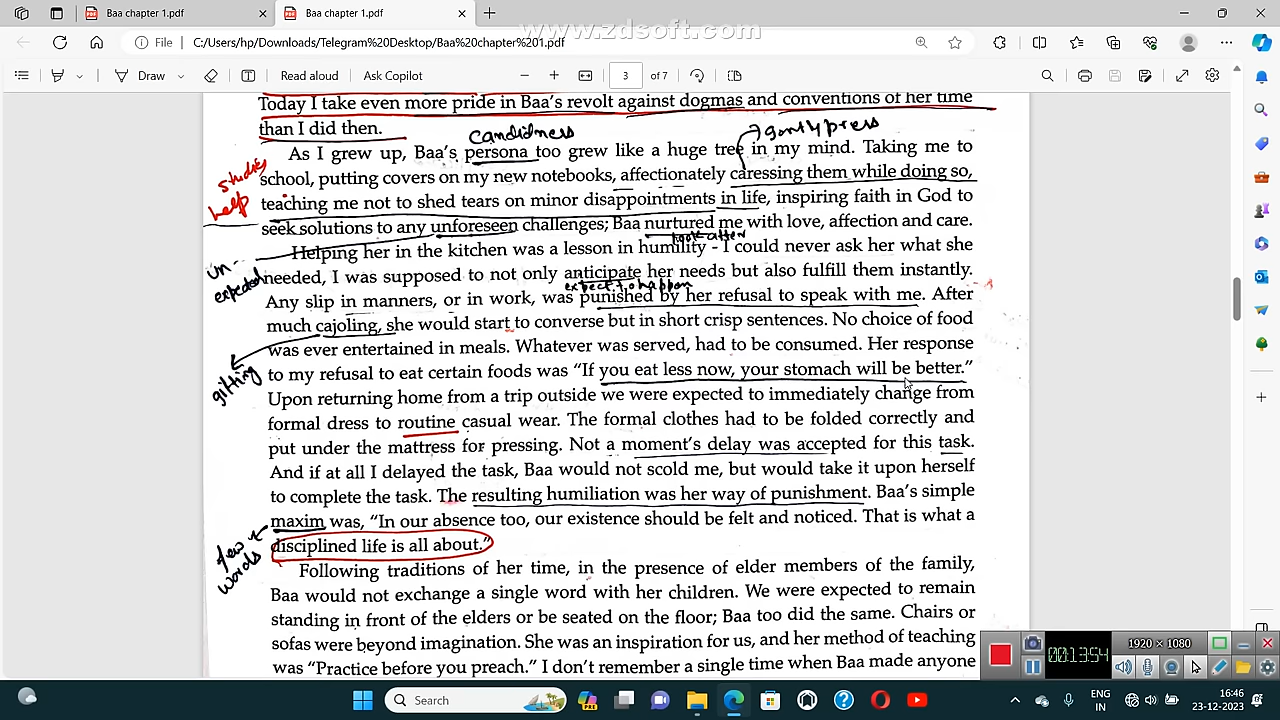 Baa chapter 1.pdf
Baa chapter 1.pdf
www.zdsoft.com
File
C:/Users/hp/Downloads/Telegram%20Desktop/Baa%20chapter%201.pdf
Draw
Read aloud
Ask Copilot
3
of 7
Today I take even more pride in Baa's revolt against dogmas and conventions of her time
than I did then.
candidness
gently press
As I grew up, Baa's persona too grew like a huge tree in my mind. Taking me to
school, putting covers on my new notebooks, affectionately caressing them while doing so,
teaching me not to shed tears on minor disappointments in life, inspiring faith in God to
help
seek solutions to any unforeseen challenges; Baa nurtured me with love, affection and care.
look after
Helping her in the kitchen was a lesson in humility - I could never ask her what she
un-
expected
needed, I was supposed to not only anticipate her needs but also fulfill them instantly.
expect to happen
Any slip in manners, or in work, was punished by her refusal to speak with me. After
much cajoling, she would start to converse but in short crisp sentences. No choice of food
was ever entertained in meals. Whatever was served, had to be consumed. Her response
to my refusal to eat certain foods was “If you eat less now, your stomach will be better.”
Upon returning home from a trip outside we were expected to immediately change from
formal dress to routine casual wear. The formal clothes had to be folded correctly and
put under the mattress for pressing. Not a moment's delay was accepted for this task.
And if at all I delayed the task, Baa would not scold me, but would take it upon herself
to complete the task. The resulting humiliation was her way of punishment. Baa's simple
maxim was, “In our absence too, our existence should be felt and noticed. That is what a
few
words
disciplined life is all about.”
Following traditions of her time, in the presence of elder members of the family,
Baa would not exchange a single word with her children. We were expected to remain
standing in front of the elders or be seated on the floor; Baa too did the same. Chairs or
sofas were beyond imagination. She was an inspiration for us, and her method of teaching
was “Practice before you preach.” I don't remember a single time when Baa made anyone
1920 × 1080
00:13:54
Search
ENG
IN
16:46
23-12-2023